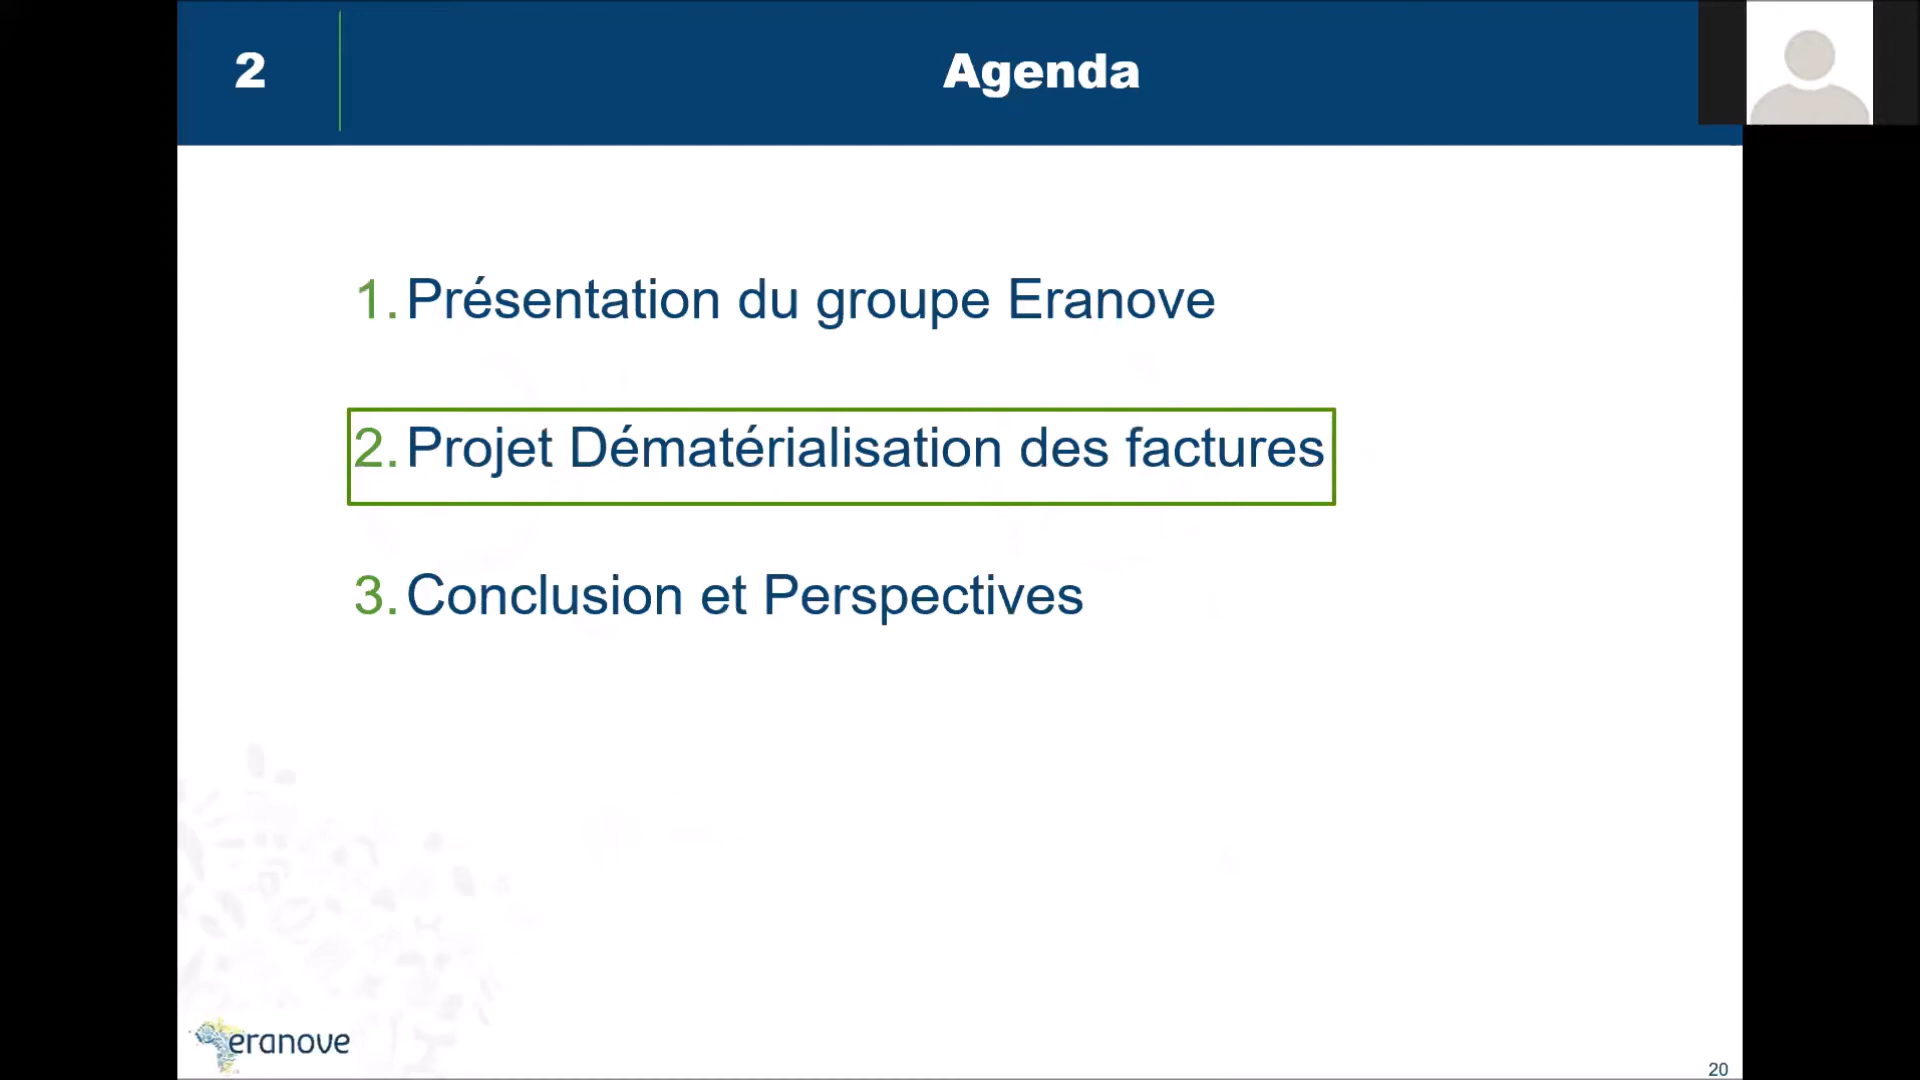 2
Agenda
1. Présentation du groupe Eranove
2. Projet Dématérialisation des factures
3. Conclusion et Perspectives
eranove
20